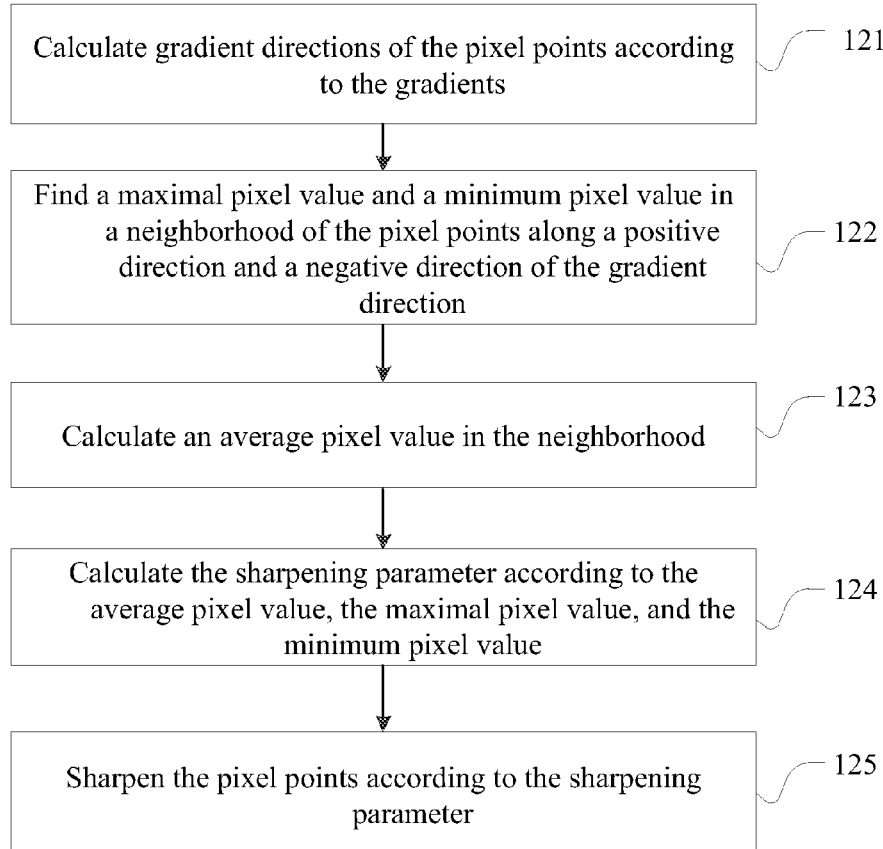 Calculate gradient directions of the pixel points according
to the gradients
121
Find a maximal pixel value and a minimum pixel value in
a neighborhood of the pixel points along a positive
direction and a negative direction of the gradient
direction
122
Calculate an average pixel value in the neighborhood
123
Calculate the sharpening parameter according to the
average pixel value, the maximal pixel value, and the
minimum pixel value
124
Sharpen the pixel points according to the sharpening
parameter
125